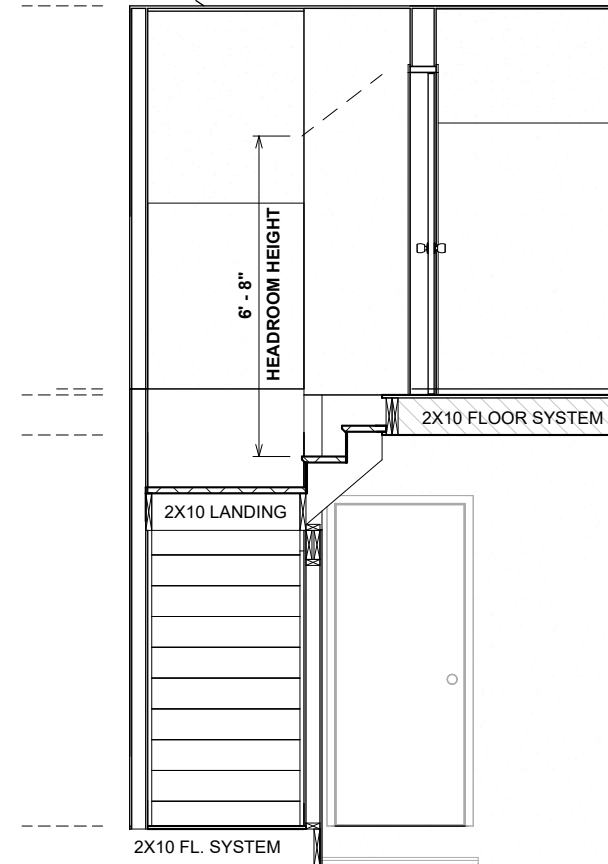 6' - 8"
HEADROOM HEIGHT
2X10 FLOOR SYSTEM
2X10 LANDING
2X10 FL. SYSTEM